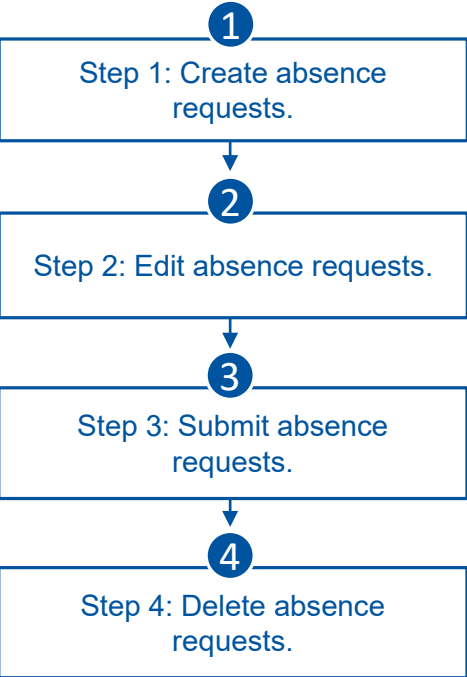 1
Step 1: Create absence
requests.
2
Step 2: Edit absence requests.
3
Step 3: Submit absence
requests.
4
Step 4: Delete absence
requests.